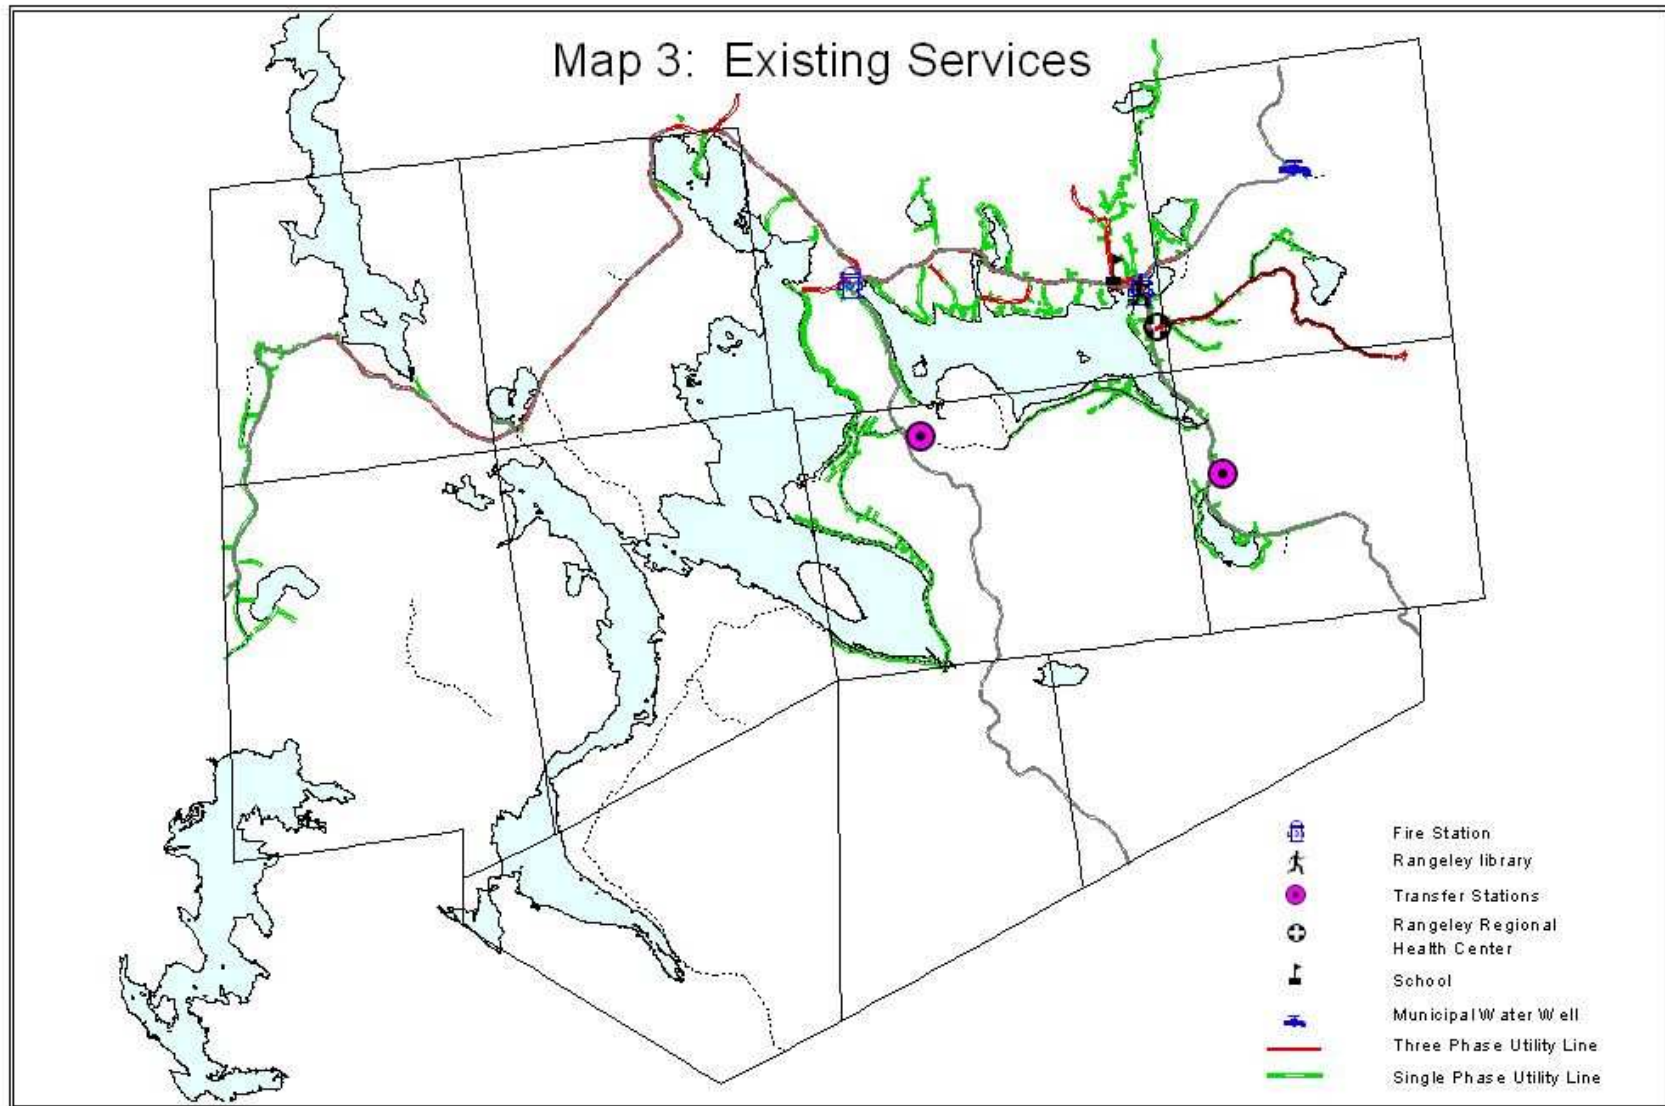 Map 3: Existing Services
Fire Station
Rangeley library
Transfer Stations
Rangeley Regional
Health Center
School
Municipal Water Well
Three Phase Utility Line
Single Phase Utility Line